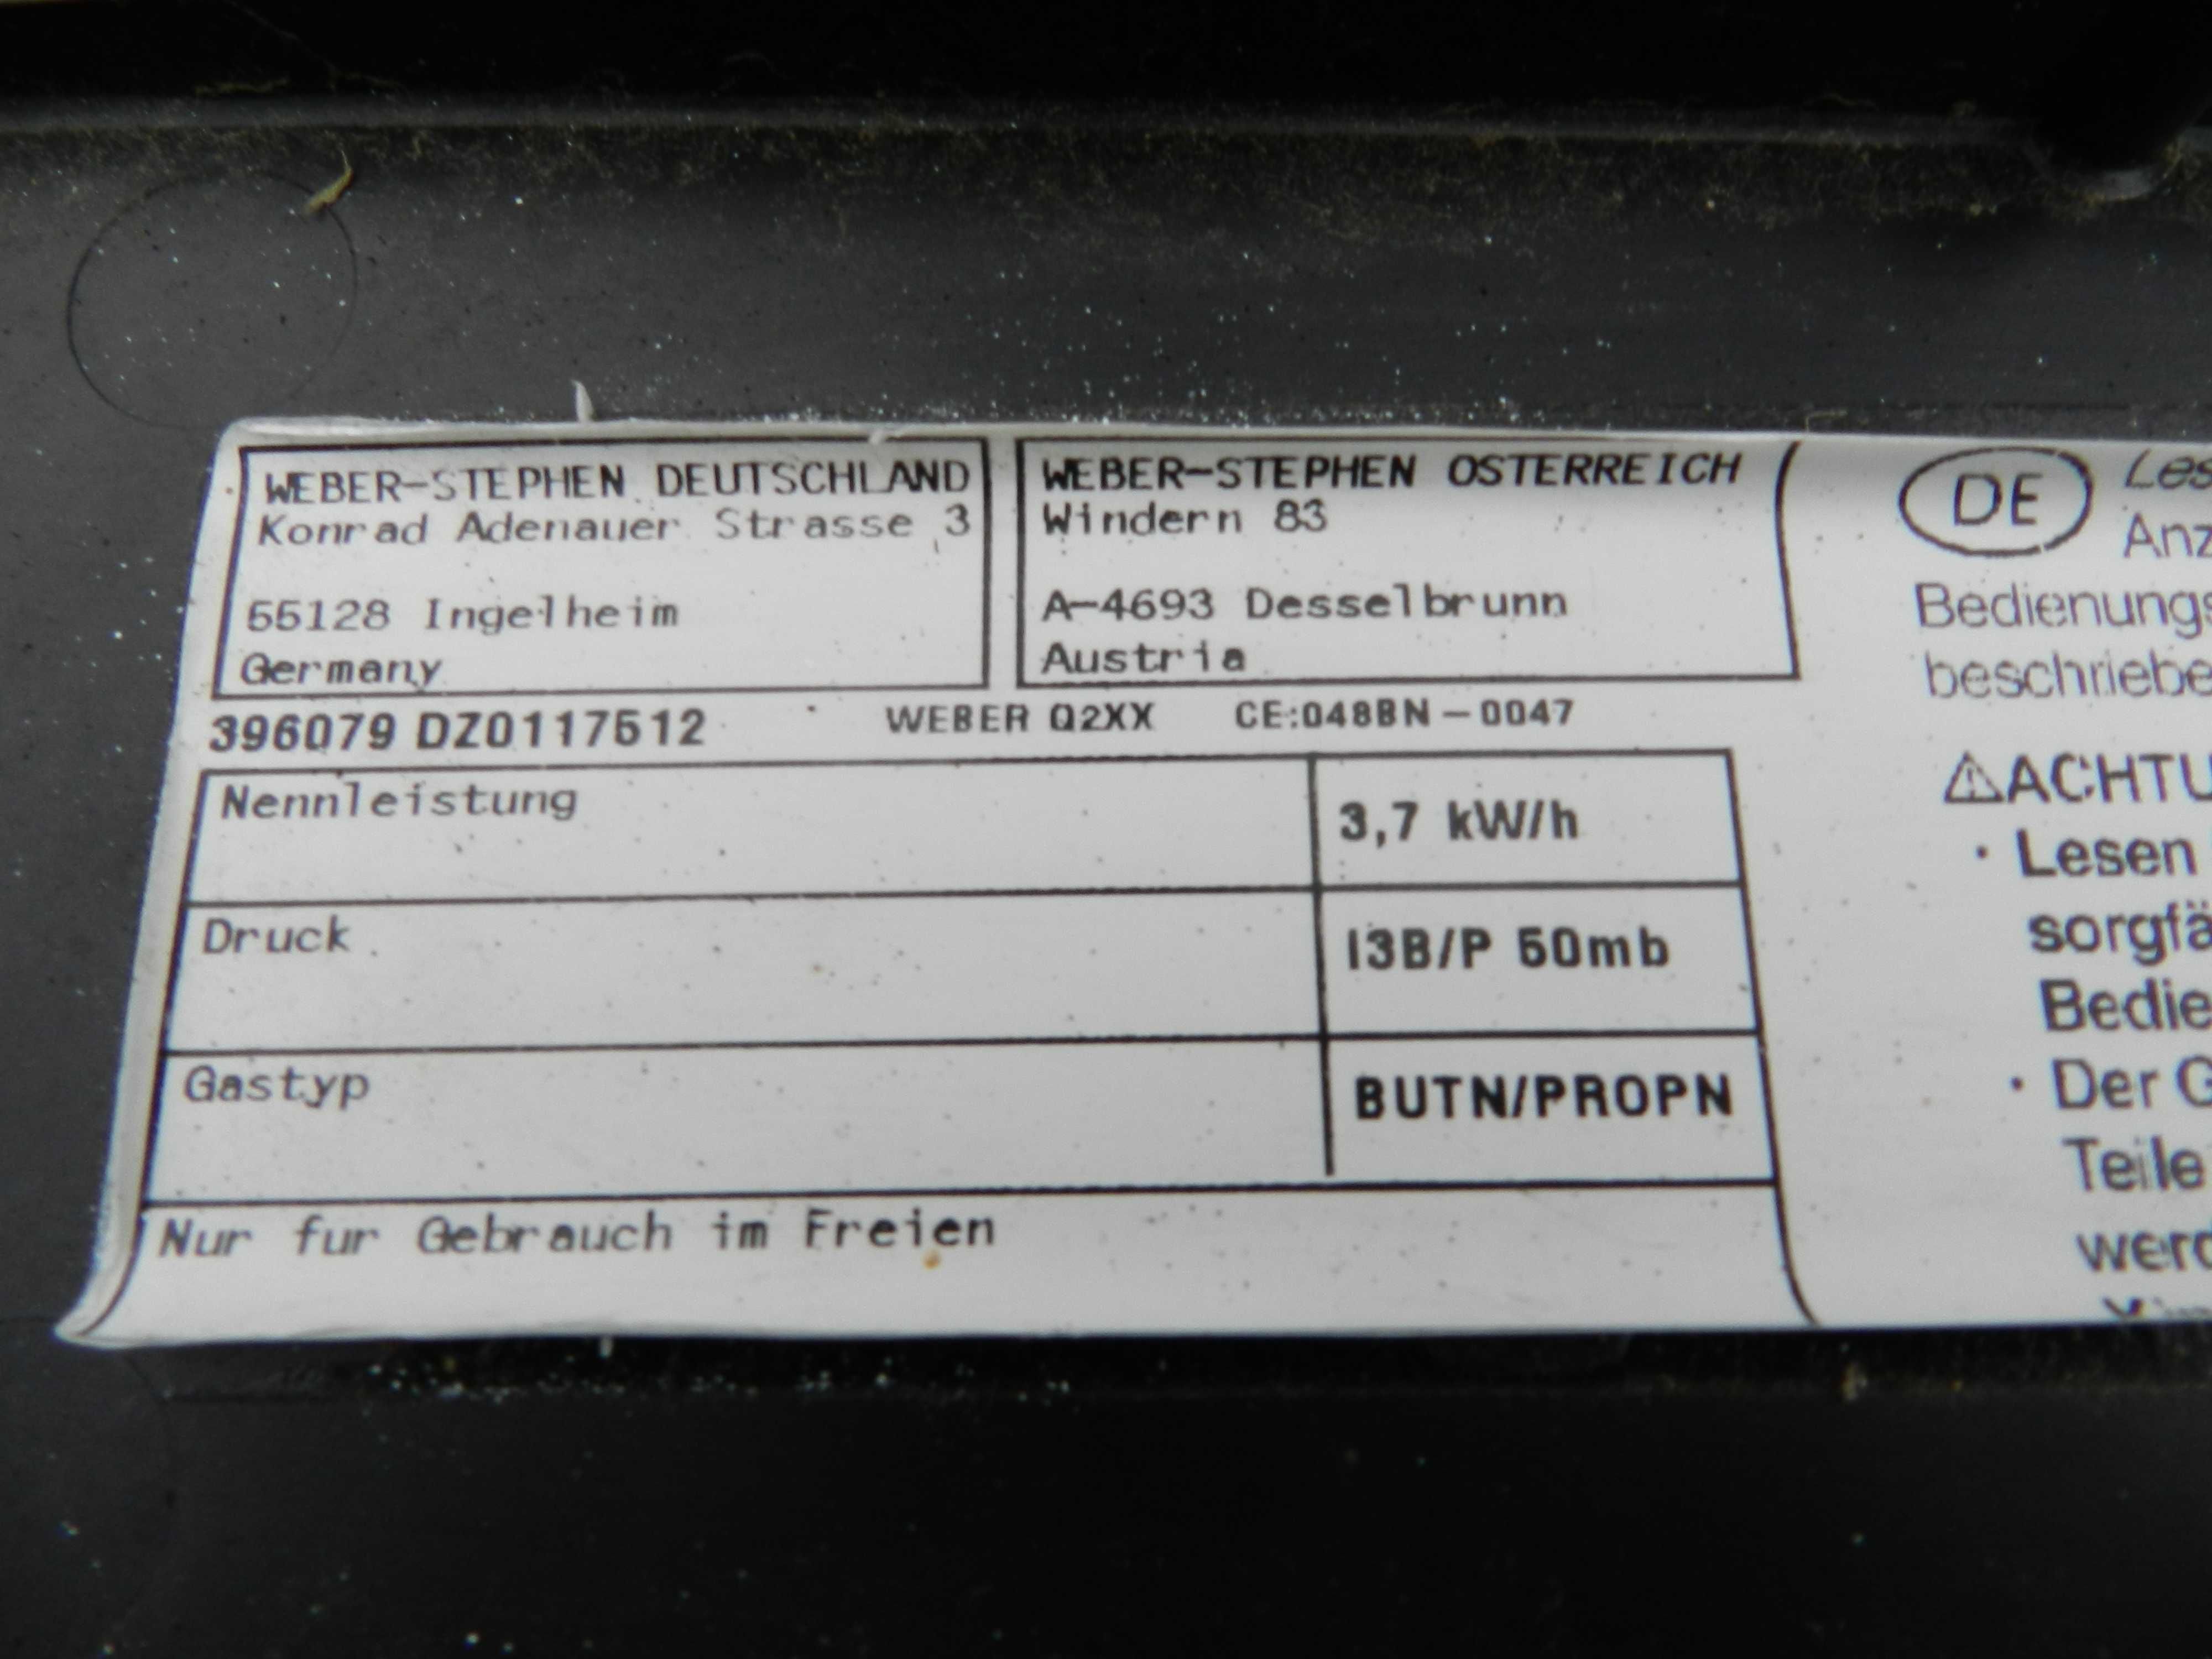 WEBER-STEPHEN DEUTSCHLAND
Konrad Adenauer Strasse 3
55128 Ingelheim
Germany
WEBER-STEPHEN OSTERREICH
Windern 83
A-4693 Desselbrunn
Austria
396079 DZ0117512 WEBER Q2XX CE:048BN-0047
Nennleistung 3,7 kW/h
Druck I3B/P 50mb
Gastyp BUTN/PROPN
Nur fur Gebrauch im Freien
DE Les
Anz
Bedienungs
beschriebe
⚠ACHTU
· Lesen
sorgfä
Bedie
· Der G
Teile
werd